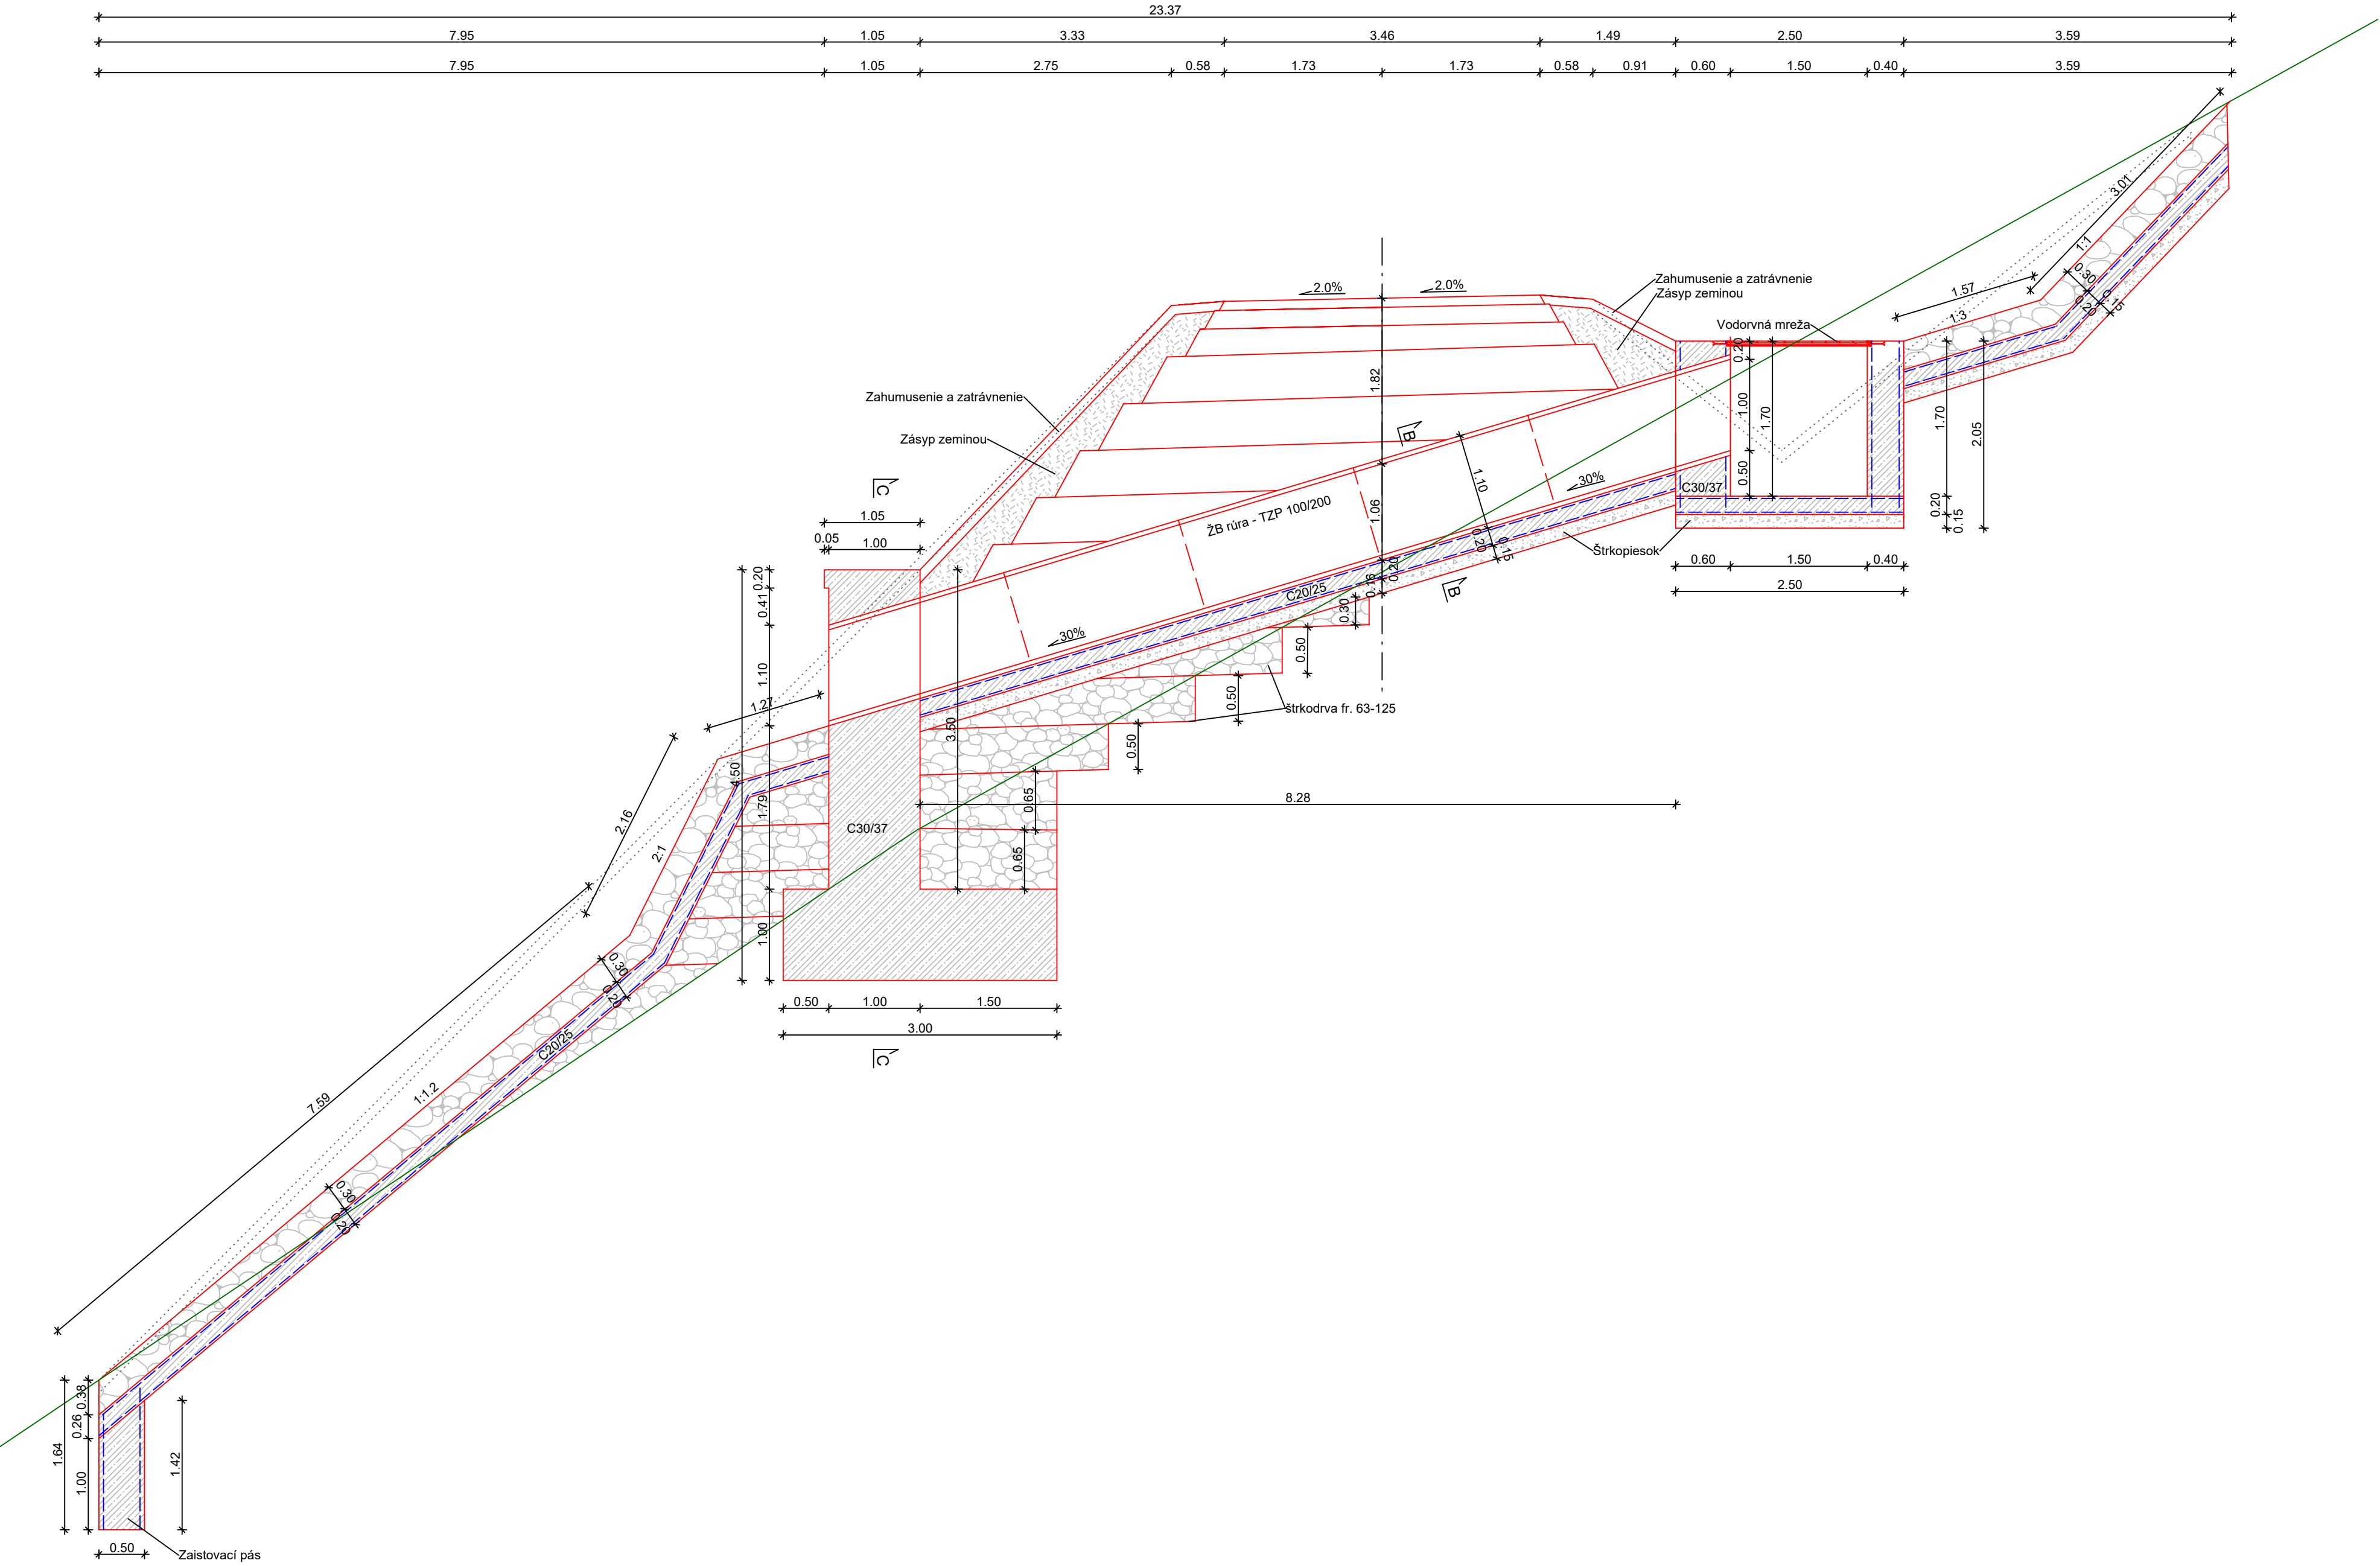 23.37
7.95 1.05 3.33 3.46 1.49 2.50 3.59
7.95 1.05 2.75 0.58 1.73 1.73 0.58 0.91 0.60 1.50 0.40 3.59
3.01
1:1
0.30
0.20
0.15
1.57
1:3
2.0%
2.0%
Zahumusenie a zatrávnenie
Zásyp zeminou
Vodorvná mreža
0.20
1.00
0.50
1.70
C30/37
1.70
0.20
0.15
2.05
Štrkopiesok
0.60 1.50 0.40
2.50
Zahumusenie a zatrávnenie
Zásyp zeminou
1.82
1.06
0.20
0.16
B
B
1.10
0.20
0.15
30%
ŽB rúra - TZP 100/200
C20/25
30%
C
1.05
0.05 1.00
0.20
0.41
1.10
1.79
1.00
4.50
3.50
0.30
0.50
0.50
0.50
0.65
0.65
štrkodrva fr. 63-125
8.28
C30/37
0.50 1.00 1.50
3.00
C
1.27
2.16
2:1
0.30
0.20
C20/25
7.59
1:1.2
0.30
0.20
0.38
0.26
1.00
1.64
1.42
0.50
Zaistovací pás